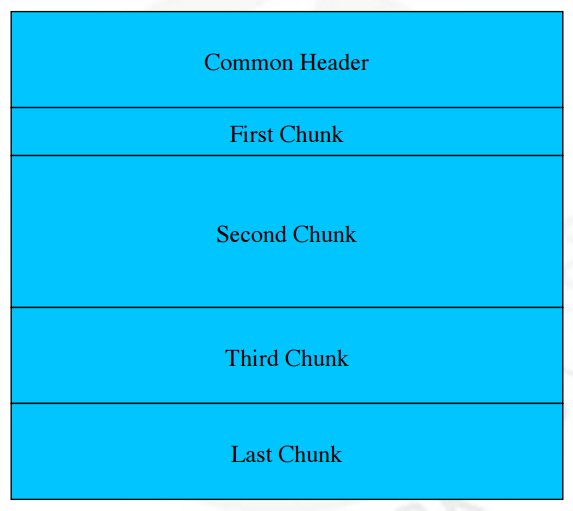 Common Header
First Chunk
Second Chunk
Third Chunk
Last Chunk